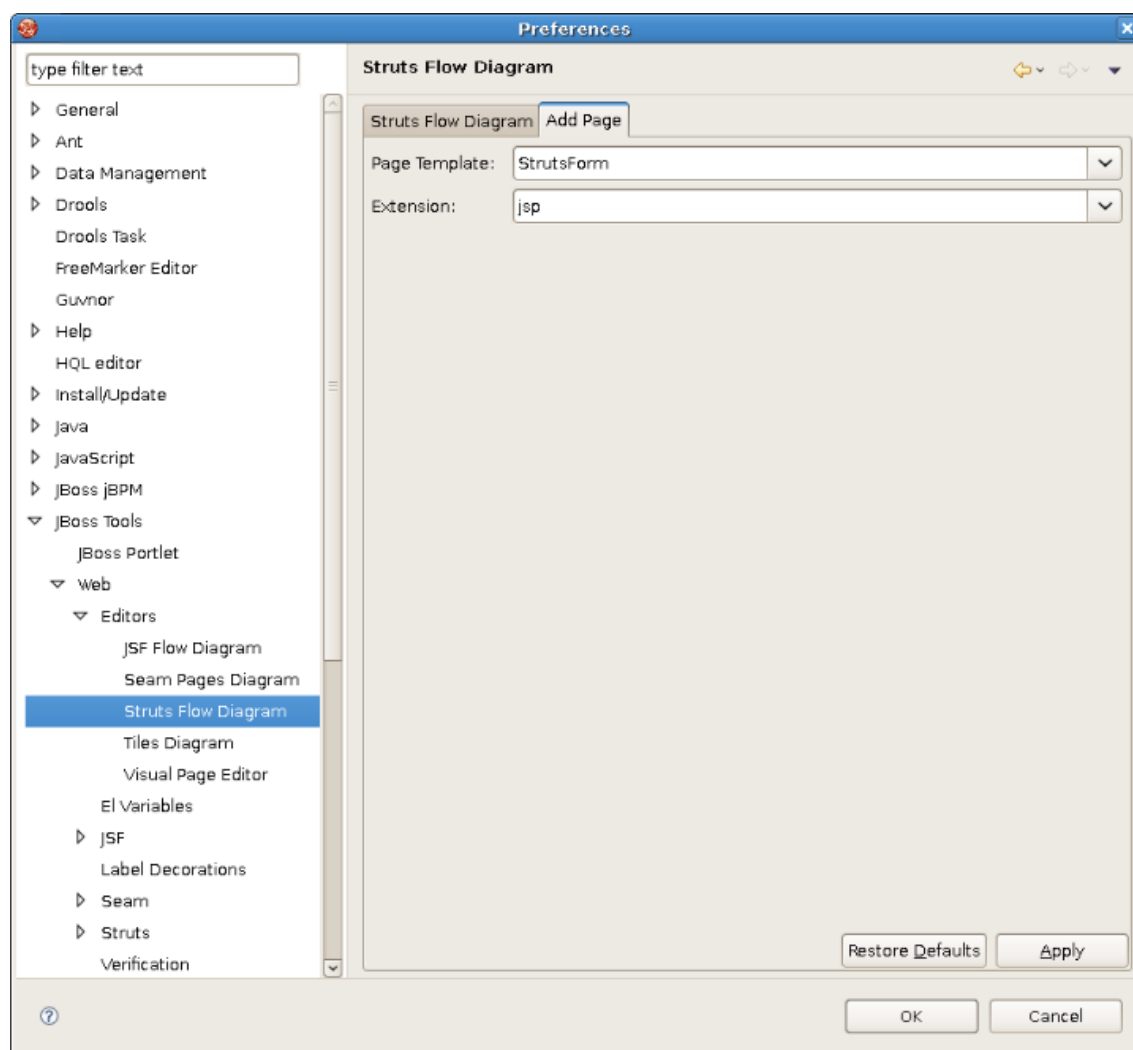 Preferences
type filter text
General
Ant
Data Management
Drools
Drools Task
FreeMarker Editor
Guvnor
Help
HQL editor
Install/Update
Java
JavaScript
JBoss jBPM
JBoss Tools
JBoss Portlet
Web
Editors
JSF Flow Diagram
Seam Pages Diagram
Struts Flow Diagram
Tiles Diagram
Visual Page Editor
El Variables
JSF
Label Decorations
Seam
Struts
Verification
Struts Flow Diagram
Struts Flow Diagram Add Page
Page Template: StrutsForm
Extension: jsp
Restore Defaults Apply
OK Cancel